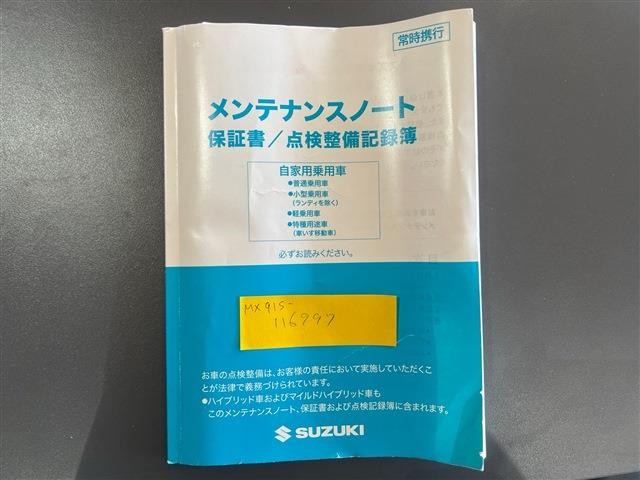 常時携行
メンテナンスノート
保証書／点検整備記録簿
自家用乗用車
●普通乗用車
●小型乗用車
(ランディを除く)
●軽乗用車
●特種用途車
(車いす移動車)
必ずお読みください。
MX91S-
116997
お車の点検整備は、お客様の責任において実施していただくこ
とが法律で義務づけられています。
●ハイブリッド車およびマイルドハイブリッド車も
このメンテナンスノート、保証書および点検記録簿に含まれます。
SUZUKI